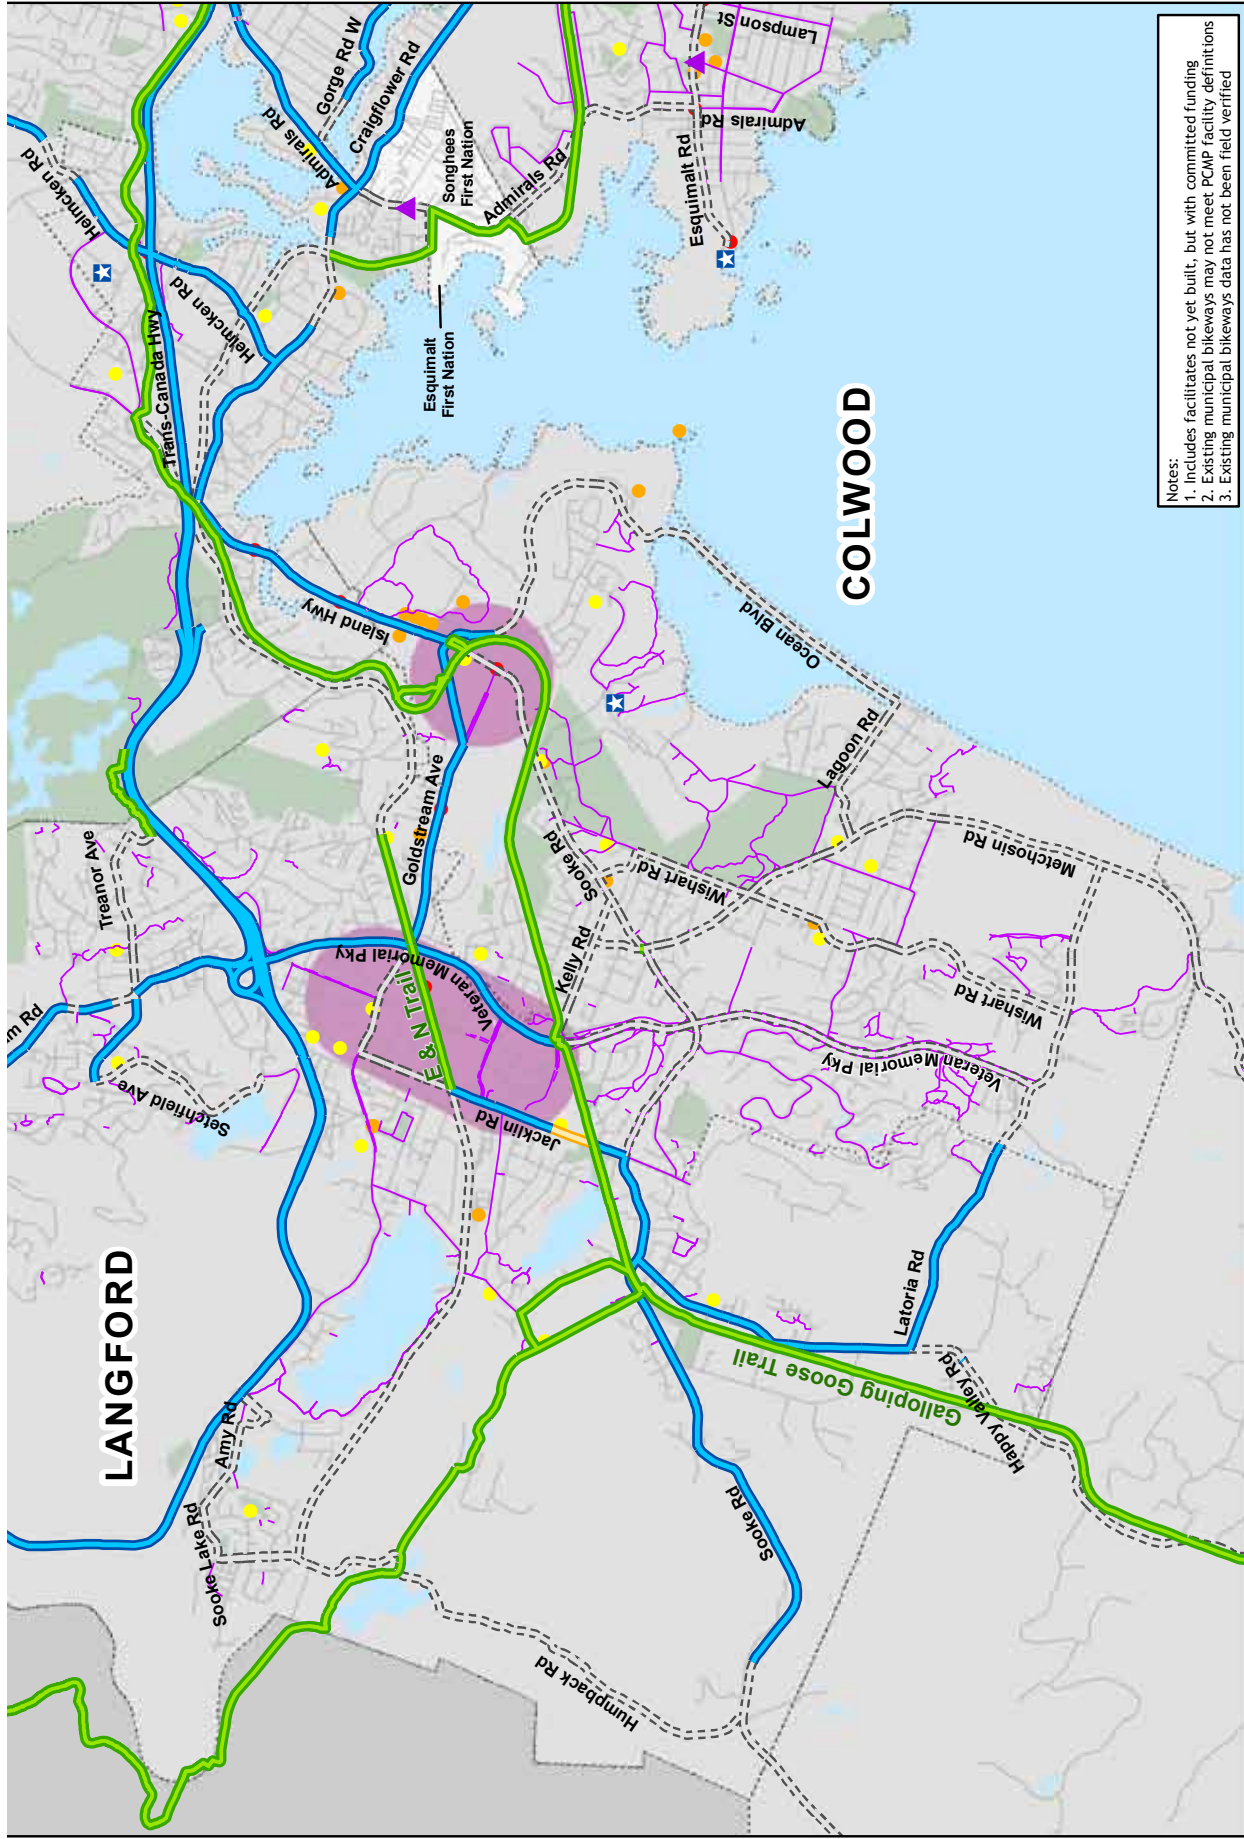 LANGFORD
COLWOOD
Lampson St
Admirals Rd
Esquimalt Rd
Gorge Rd W
Craigflower Rd
Admirals Rd
Songhees
First Nation
Admirals Rd
Esquimalt
First Nation
Helmcken Rd
Helmcken Rd
Trans-Canada Hwy
Island Hwy
Ocean Blvd
Lagoon Rd
Metchosin Rd
Goldstream Ave
Sooke Rd
Wishart Rd
Kelly Rd
Wishart Rd
Treanor Ave
Veteran Memorial Pky
E & N Trail
Veteran Memorial Pky
m Rd
Setchfield Ave
Jacklin Rd
Latoria Rd
Galloping Goose Trail
Happy Valley Rd
Amy Rd
Sooke Lake Rd
Sooke Rd
Humpback Rd
Notes:
1. Includes facilitates not yet built, but with committed funding
2. Existing municipal bikeways may not meet PCMP facility definitions
3. Existing municipal bikeways data has not been field verified